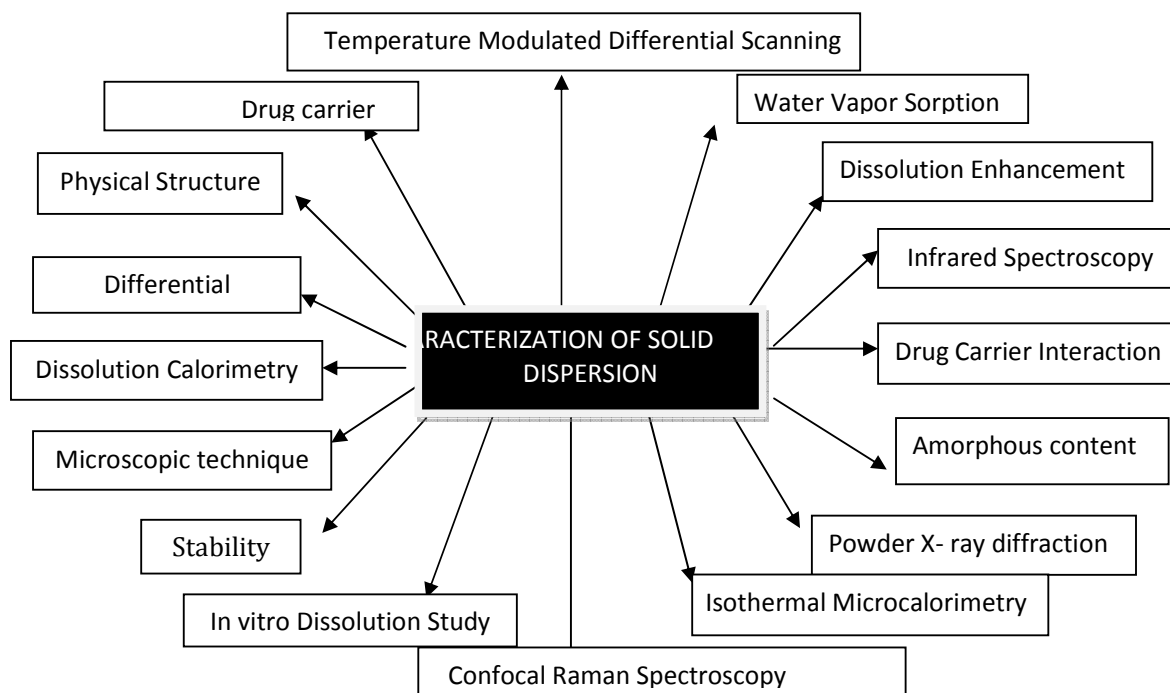 Temperature Modulated Differential Scanning
Drug carrier
Water Vapor Sorption
Physical Structure
Dissolution Enhancement
Differential
Infrared Spectroscopy
ARACTERIZATION OF SOLID
DISPERSION
Dissolution Calorimetry
Drug Carrier Interaction
Microscopic technique
Amorphous content
Stability
Powder X- ray diffraction
In vitro Dissolution Study
Isothermal Microcalorimetry
Confocal Raman Spectroscopy